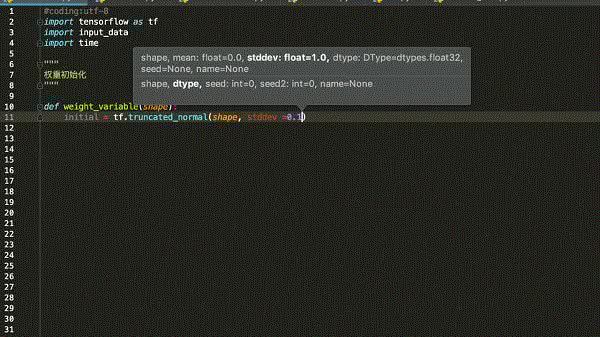 1 #coding:utf-8
2 import tensorflow as tf
3 import input_data
4 import time
5
6 """
7 权重初始化
8 """
9
10 def weight_variable(shape):
11 initial = tf.truncated_normal(shape, stddev =0.1)
shape, mean: float=0.0, stddev: float=1.0, dtype: DType=dtypes.float32,
seed=None, name=None
shape, dtype, seed: int=0, seed2: int=0, name=None
12
13
14
15
16
17
18
19
20
21
22
23
24
25
26
27
28
29
30
31